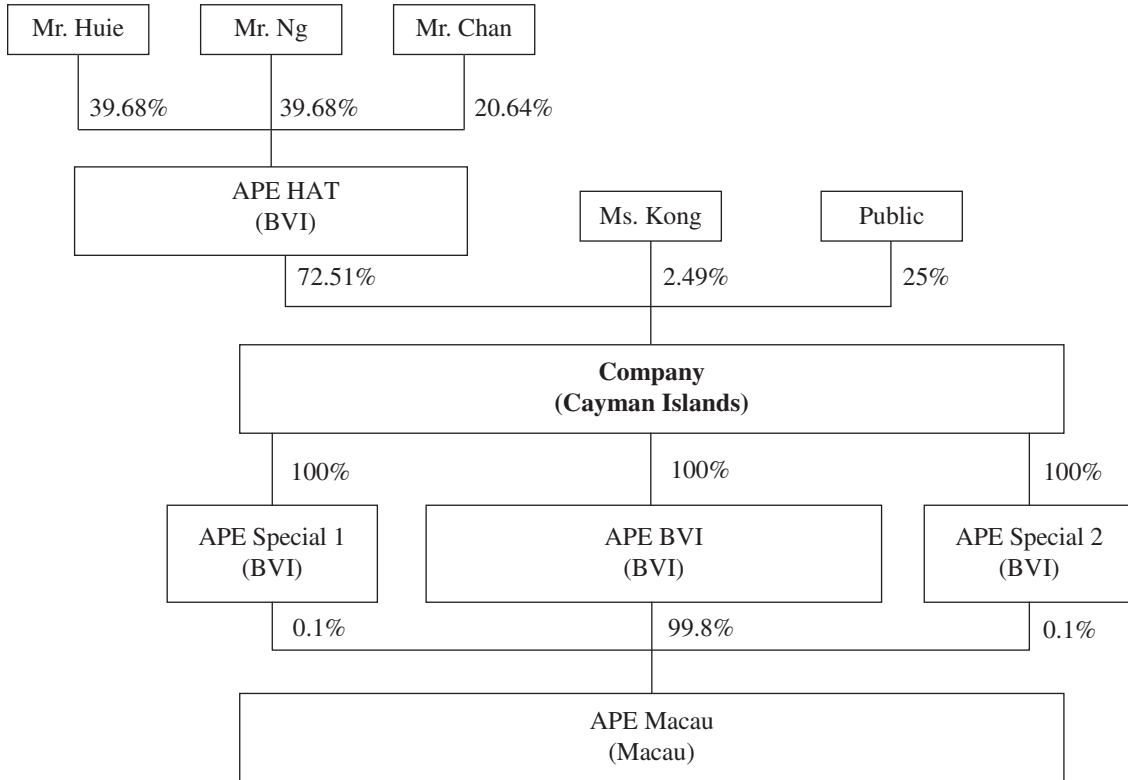 Mr. Huie
Mr. Ng
Mr. Chan
39.68%
39.68%
20.64%
APE HAT
(BVI)
Ms. Kong
Public
72.51%
2.49%
25%
Company
(Cayman Islands)
100%
100%
100%
APE Special 1
(BVI)
APE BVI
(BVI)
APE Special 2
(BVI)
0.1%
99.8%
0.1%
APE Macau
(Macau)